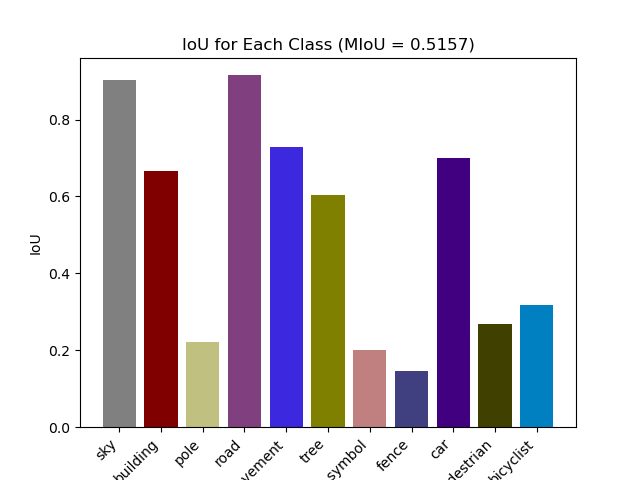 IoU for Each Class (MIoU = 0.5157)
IoU
0.8
0.6
0.4
0.2
0.0
sky
building
pole
road
vement
tree
symbol
fence
car
destrian
bicyclist